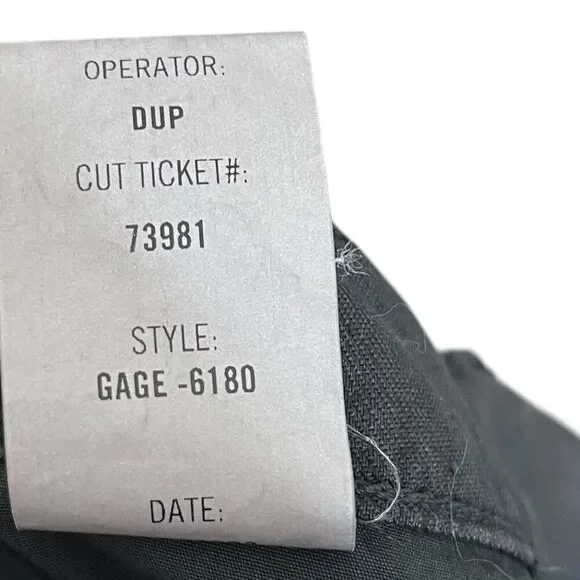 OPERATOR:
DUP
CUT TICKET#:
73981
STYLE:
GAGE -6180
DATE: